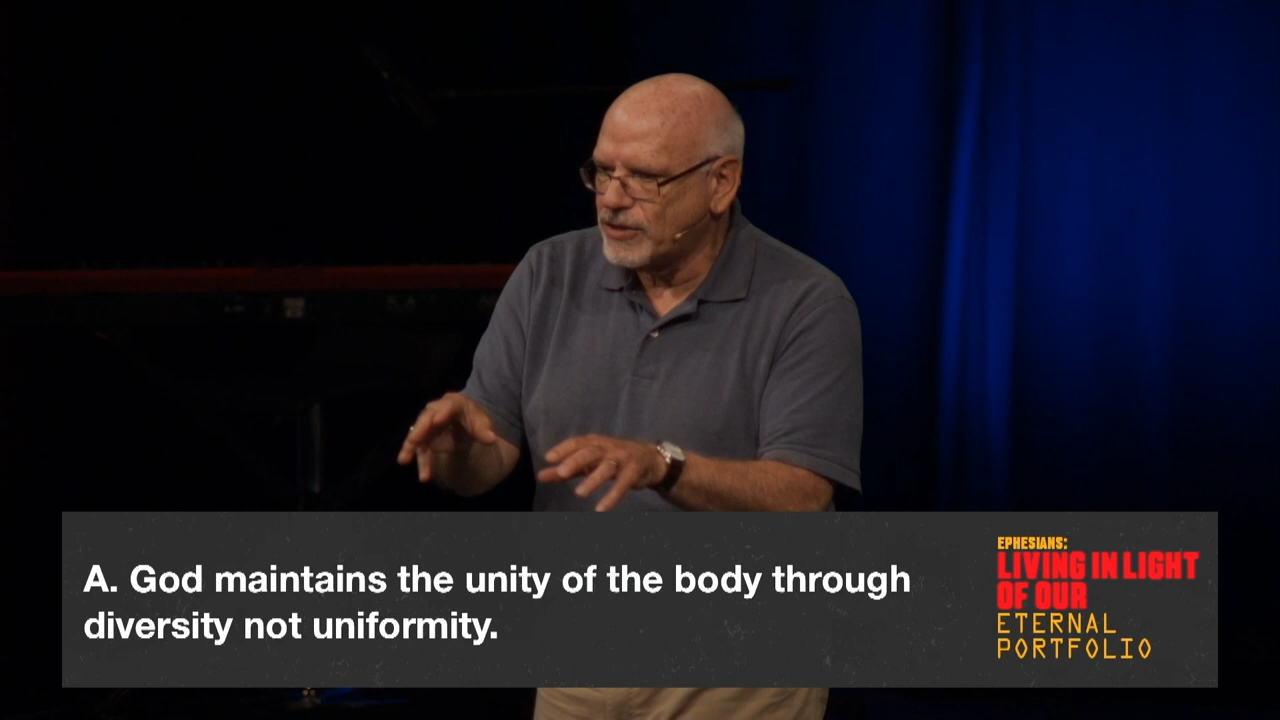 A. God maintains the unity of the body through
diversity not uniformity.
EPHESIANS:
LIVING IN LIGHT
OF OUR
ETERNAL
PORTFOLIO